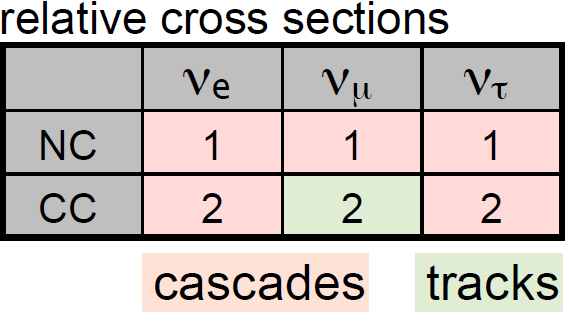 relative cross sections
νe νμ ντ
NC 1 1 1
CC 2 2 2
cascades tracks